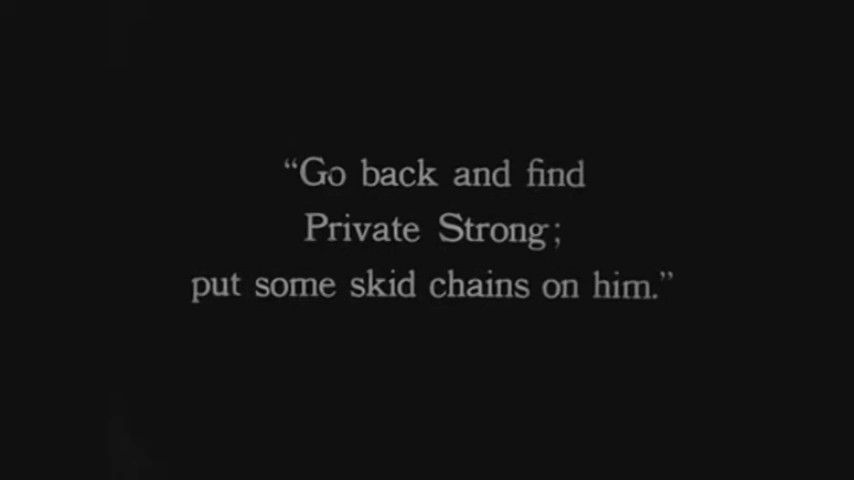 “Go back and find
Private Strong;
put some skid chains on him.”